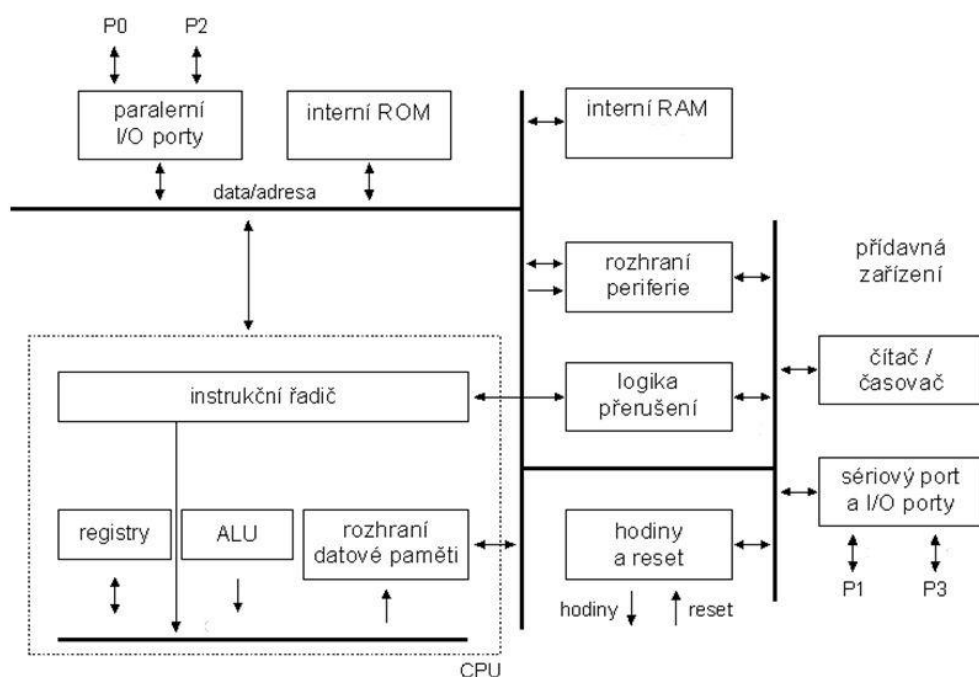 P0
P2
paralerní
I/O porty
interní ROM
interní RAM
data/adresa
rozhraní
periferie
přídavná
zařízení
instrukční řadič
logika
přerušení
čítač /
časovač
registry
ALU
rozhraní
datové paměti
hodiny
a reset
sériový port
a I/O porty
hodiny
reset
P1
P3
CPU